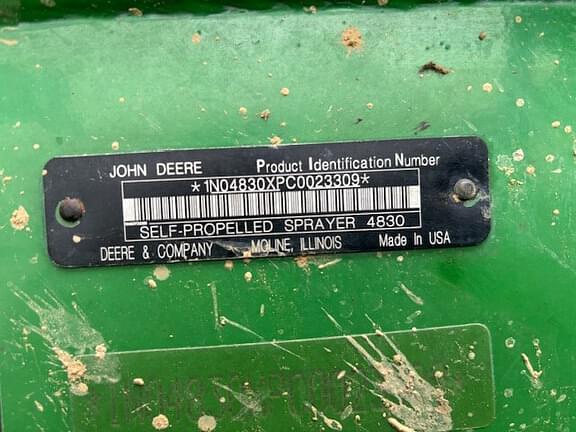 JOHN DEERE Product Identification Number
*1N04830XPC0023309*
SELF-PROPELLED SPRAYER 4830
DEERE & COMPANY MOLINE, ILLINOIS Made In USA